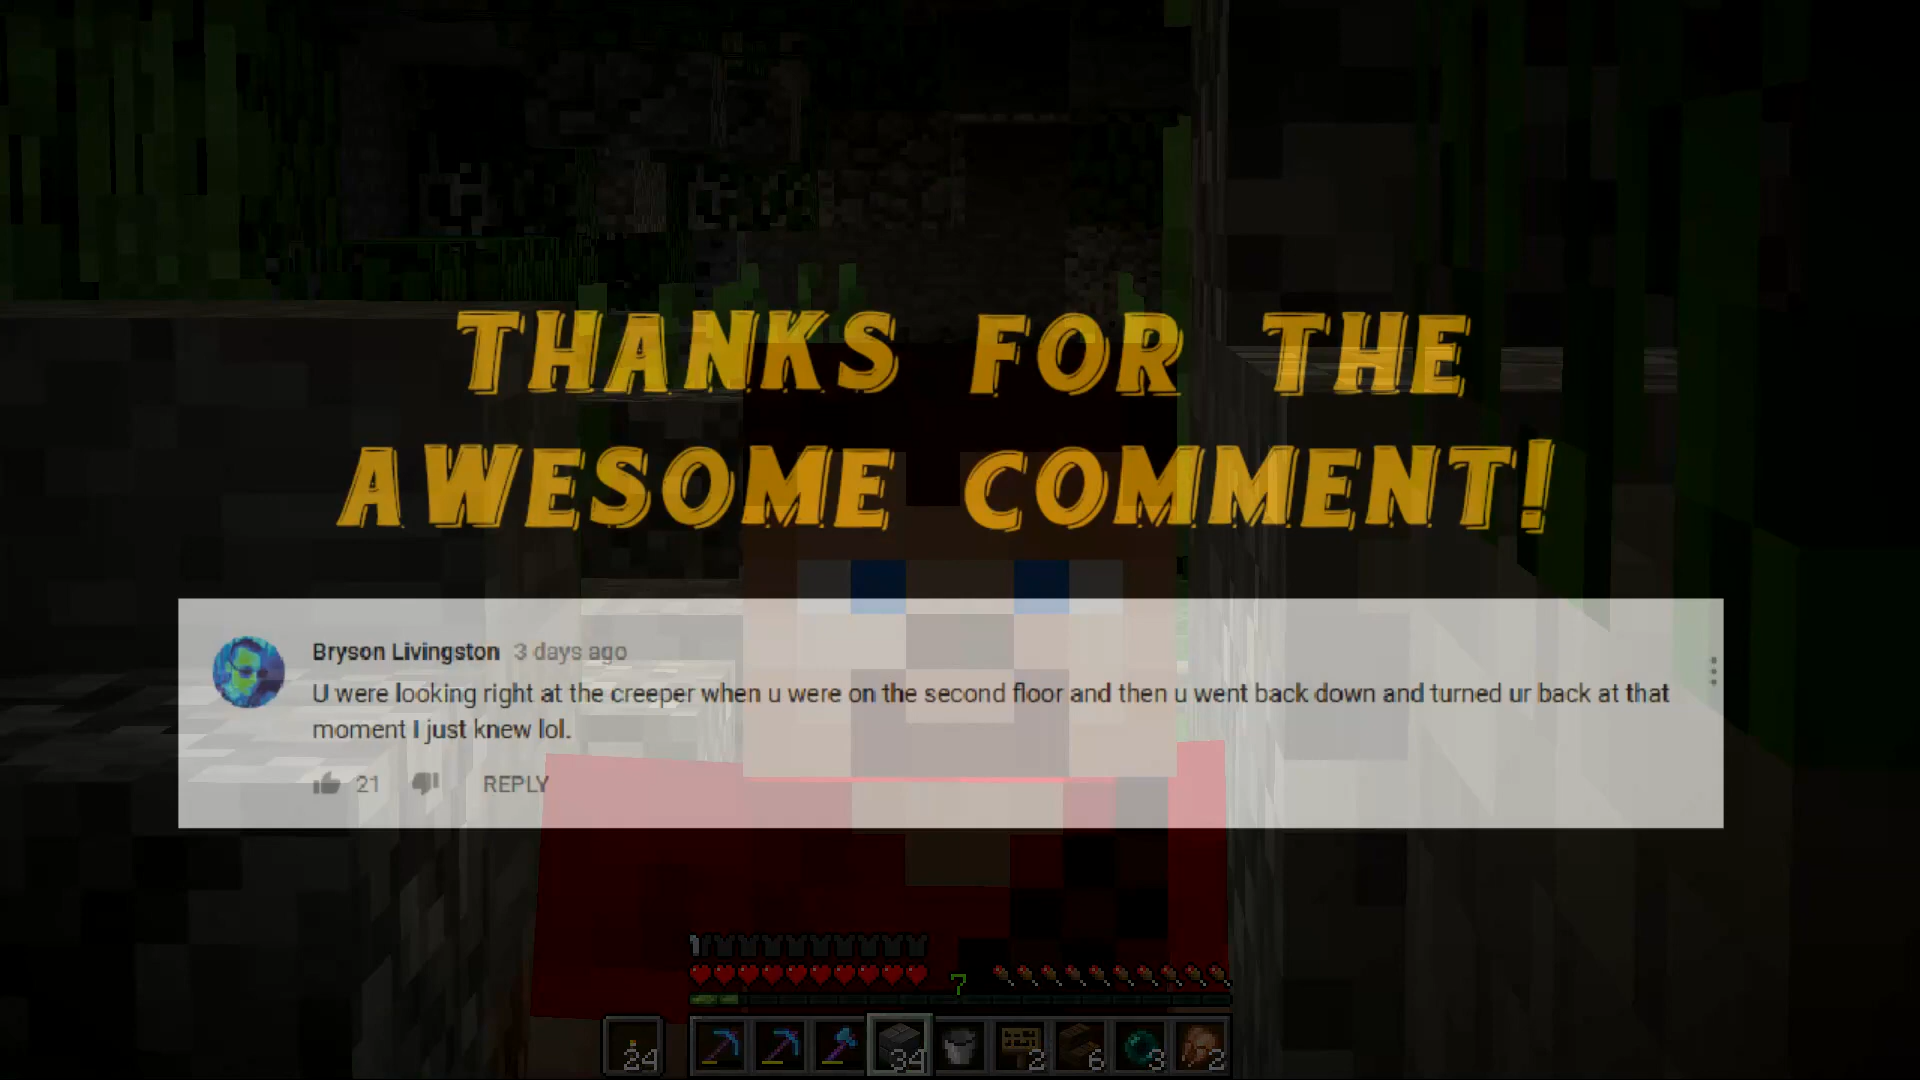 THANKS FOR THE
AWESOME COMMENT!
Bryson Livingston 3 days ago
U were looking right at the creeper when u were on the second floor and then u went back down and turned ur back at that
moment I just knew lol.
21 REPLY
7
24 34 2 6 3 2